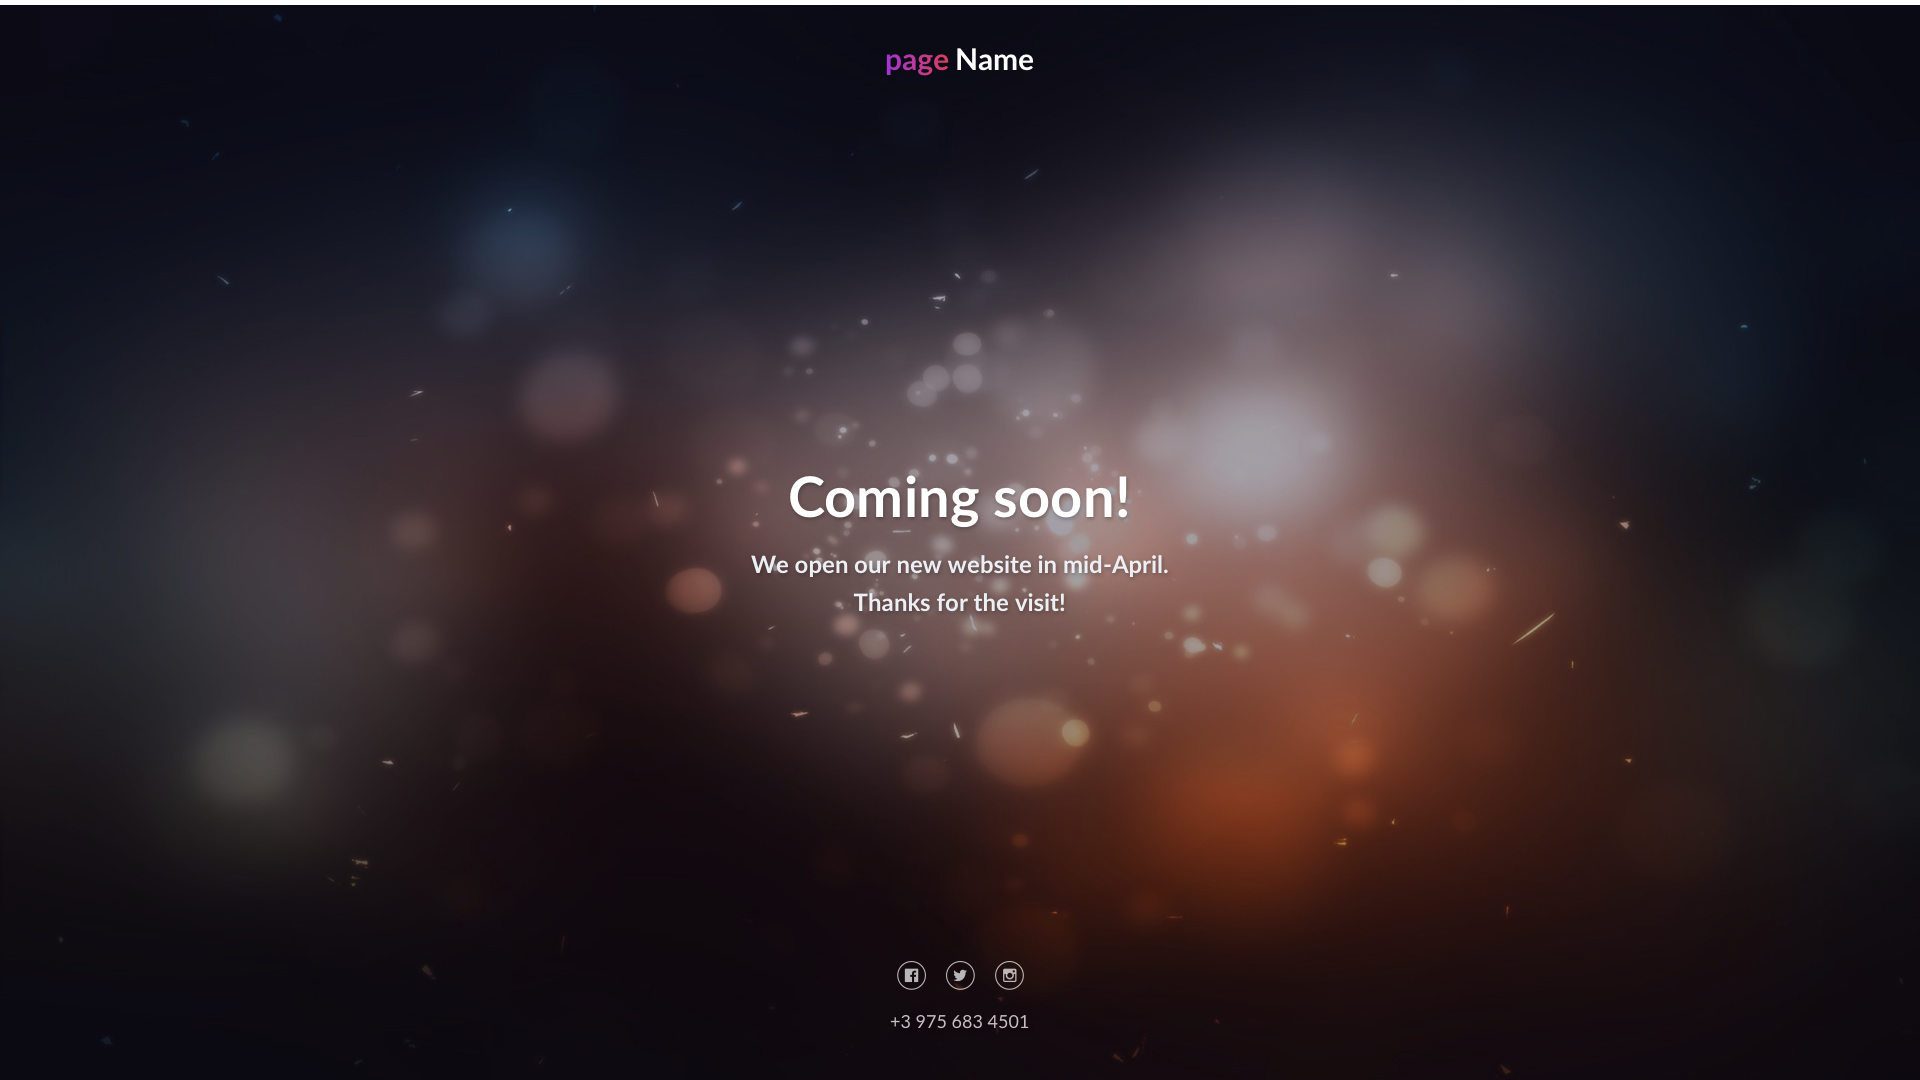 page Name
Coming soon!
We open our new website in mid-April.
Thanks for the visit!
+3 975 683 4501